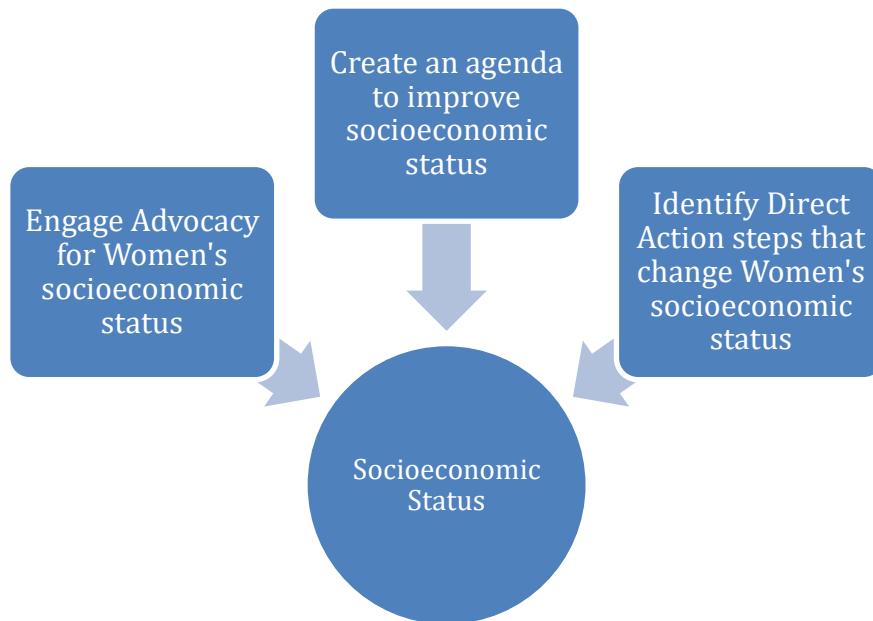 Create an agenda
to improve
socioeconomic
status
Engage Advocacy
for Women's
socioeconomic
status
Identify Direct
Action steps that
change Women's
socioeconomic
status
Socioeconomic
Status